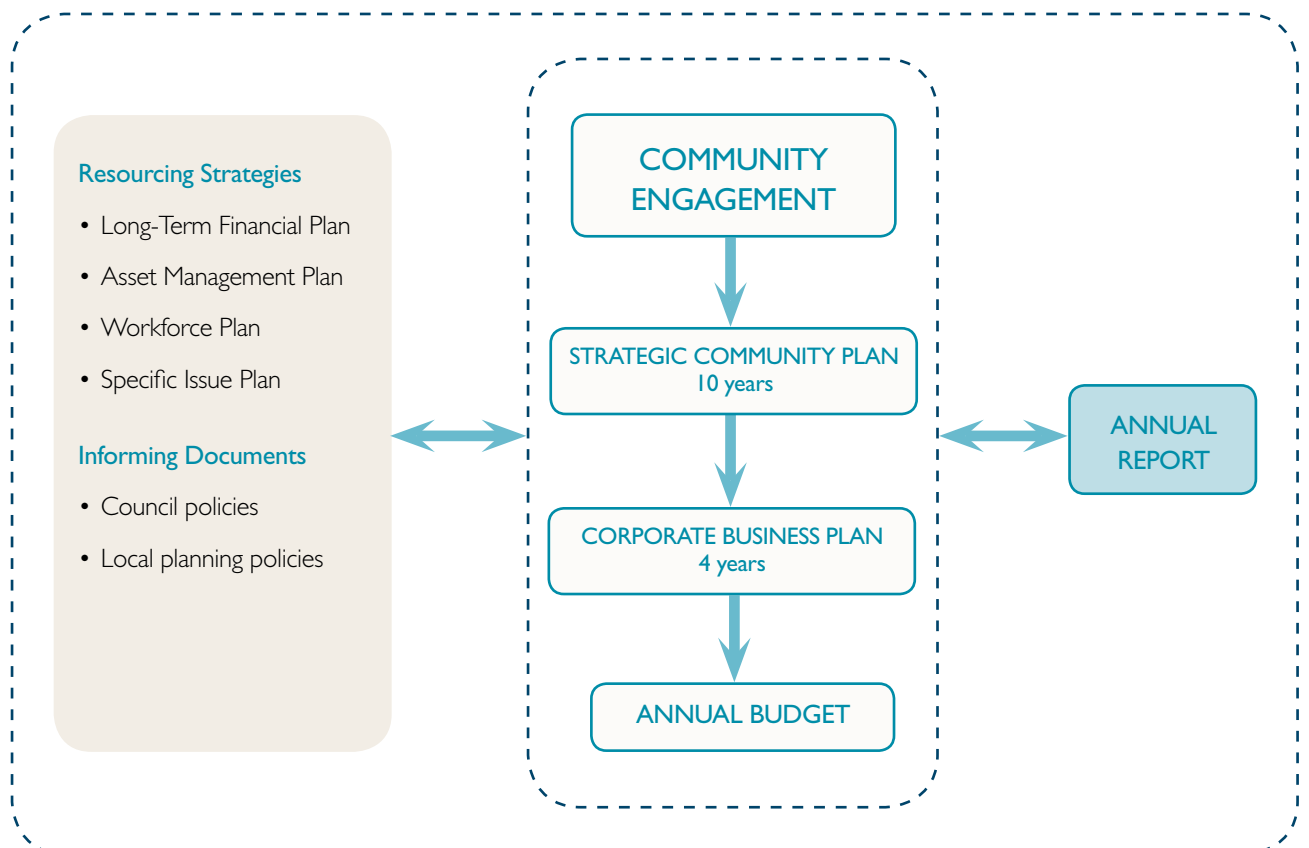 Resourcing Strategies
• Long-Term Financial Plan
• Asset Management Plan
• Workforce Plan
• Specific Issue Plan
Informing Documents
• Council policies
• Local planning policies
COMMUNITY
ENGAGEMENT
STRATEGIC COMMUNITY PLAN
10 years
CORPORATE BUSINESS PLAN
4 years
ANNUAL BUDGET
ANNUAL
REPORT